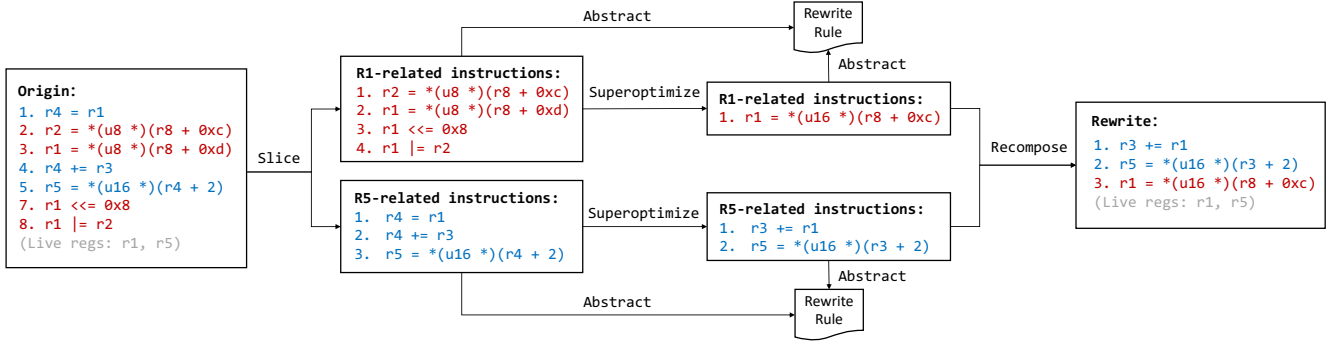 Abstract
Rewrite
Rule
Origin:
1. r4 = r1
2. r2 = *(u8 *)(r8 + 0xc)
3. r1 = *(u8 *)(r8 + 0xd)
4. r4 += r3
5. r5 = *(u16 *)(r4 + 2)
7. r1 <<= 0x8
8. r1 |= r2
(Live regs: r1, r5)
Slice
R1-related instructions:
1. r2 = *(u8 *)(r8 + 0xc)
2. r1 = *(u8 *)(r8 + 0xd)
3. r1 <<= 0x8
4. r1 |= r2
Superoptimize
Abstract
R1-related instructions:
1. r1 = *(u16 *)(r8 + 0xc)
R5-related instructions:
1. r4 = r1
2. r4 += r3
3. r5 = *(u16 *)(r4 + 2)
Superoptimize
R5-related instructions:
1. r3 += r1
2. r5 = *(u16 *)(r3 + 2)
Abstract
Abstract
Rewrite
Rule
Recompose
Rewrite:
1. r3 += r1
2. r5 = *(u16 *)(r3 + 2)
3. r1 = *(u16 *)(r8 + 0xc)
(Live regs: r1, r5)